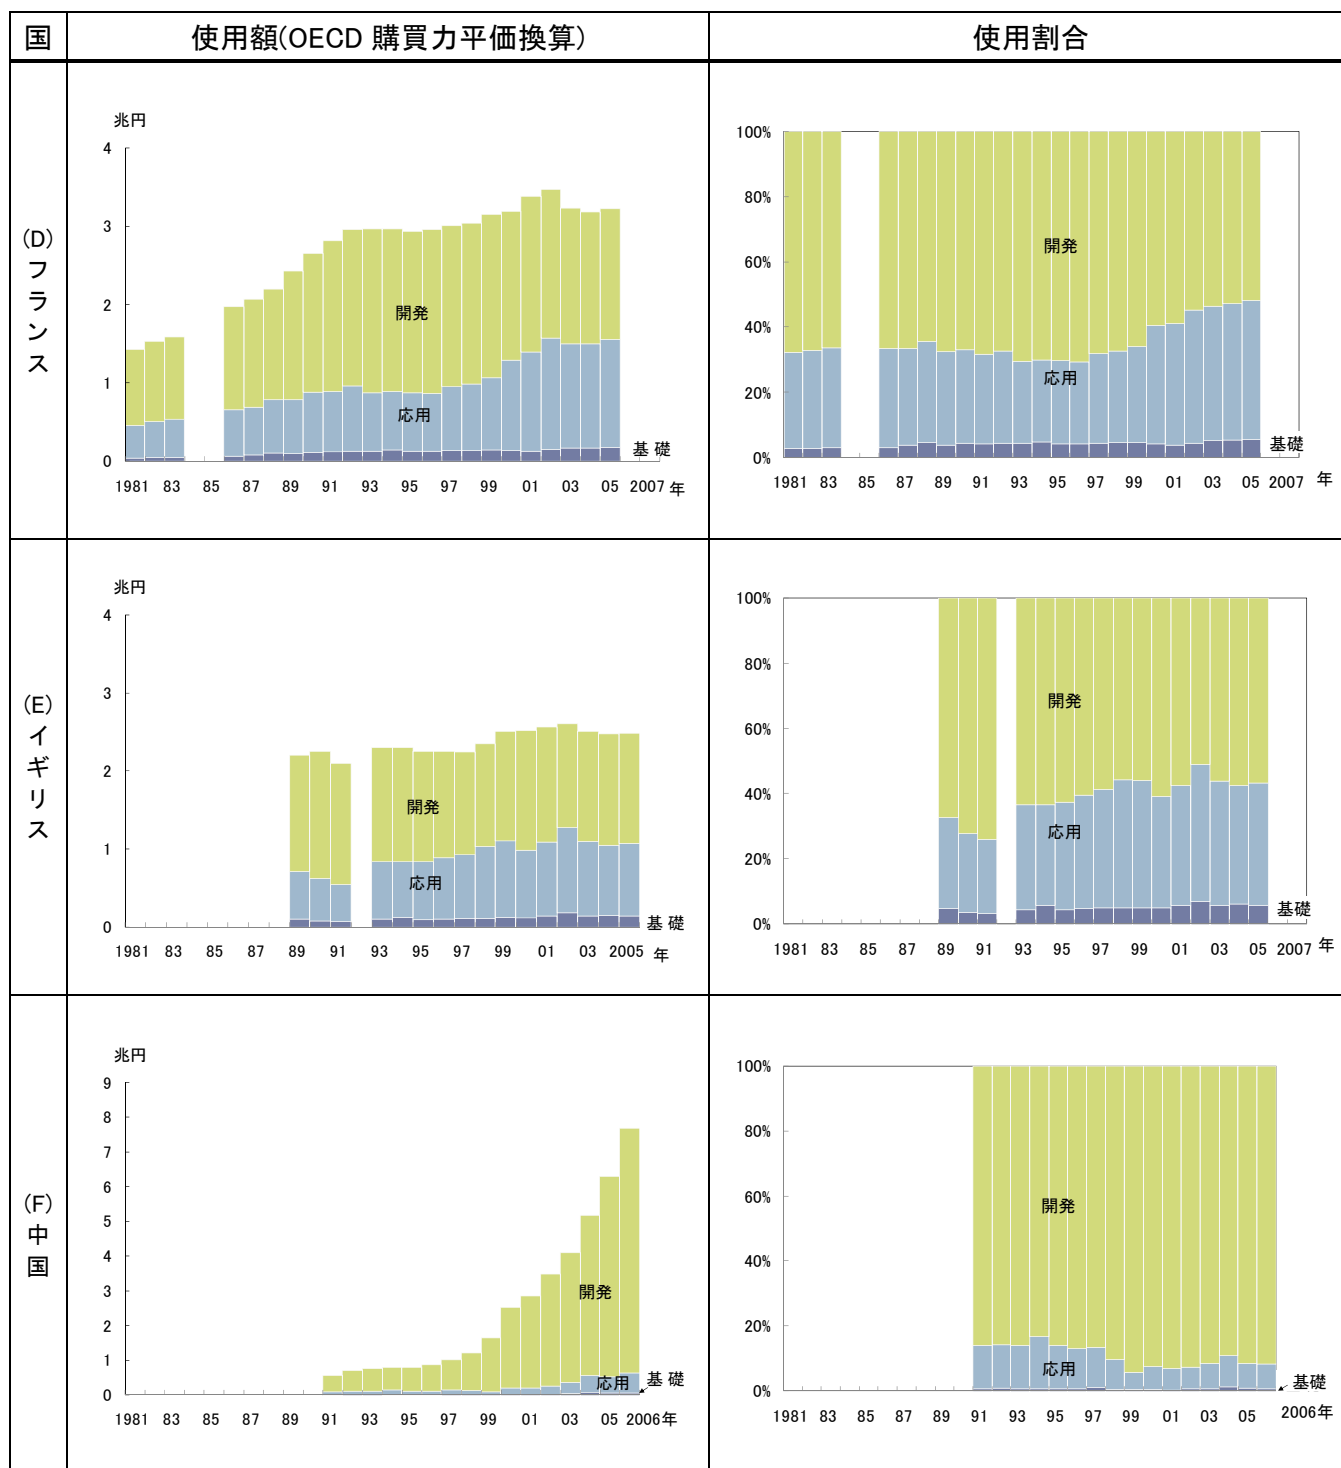 国 使用額(OECD 購買力平価換算) 使用割合
(D)フランス
兆円
4
3
2
1
0
開発
応用
基 礎
1981 83 85 87 89 91 93 95 97 99 01 03 05 2007 年
100%
80%
60%
40%
20%
0%
開発
応用
基礎
1981 83 85 87 89 91 93 95 97 99 01 03 05 2007 年
(E)イギリス
兆円
4
3
2
1
0
開発
応用
基 礎
1981 83 85 87 89 91 93 95 97 99 01 03 2005 年
100%
80%
60%
40%
20%
0%
開発
応用
基礎
1981 83 85 87 89 91 93 95 97 99 01 03 05 2007 年
(F)中国
兆円
9
8
7
6
5
4
3
2
1
0
開発
応用
基 礎
1981 83 85 87 89 91 93 95 97 99 01 03 05 2006年
100%
80%
60%
40%
20%
0%
開発
応用
基礎
1981 83 85 87 89 91 93 95 97 99 01 03 05 2006年